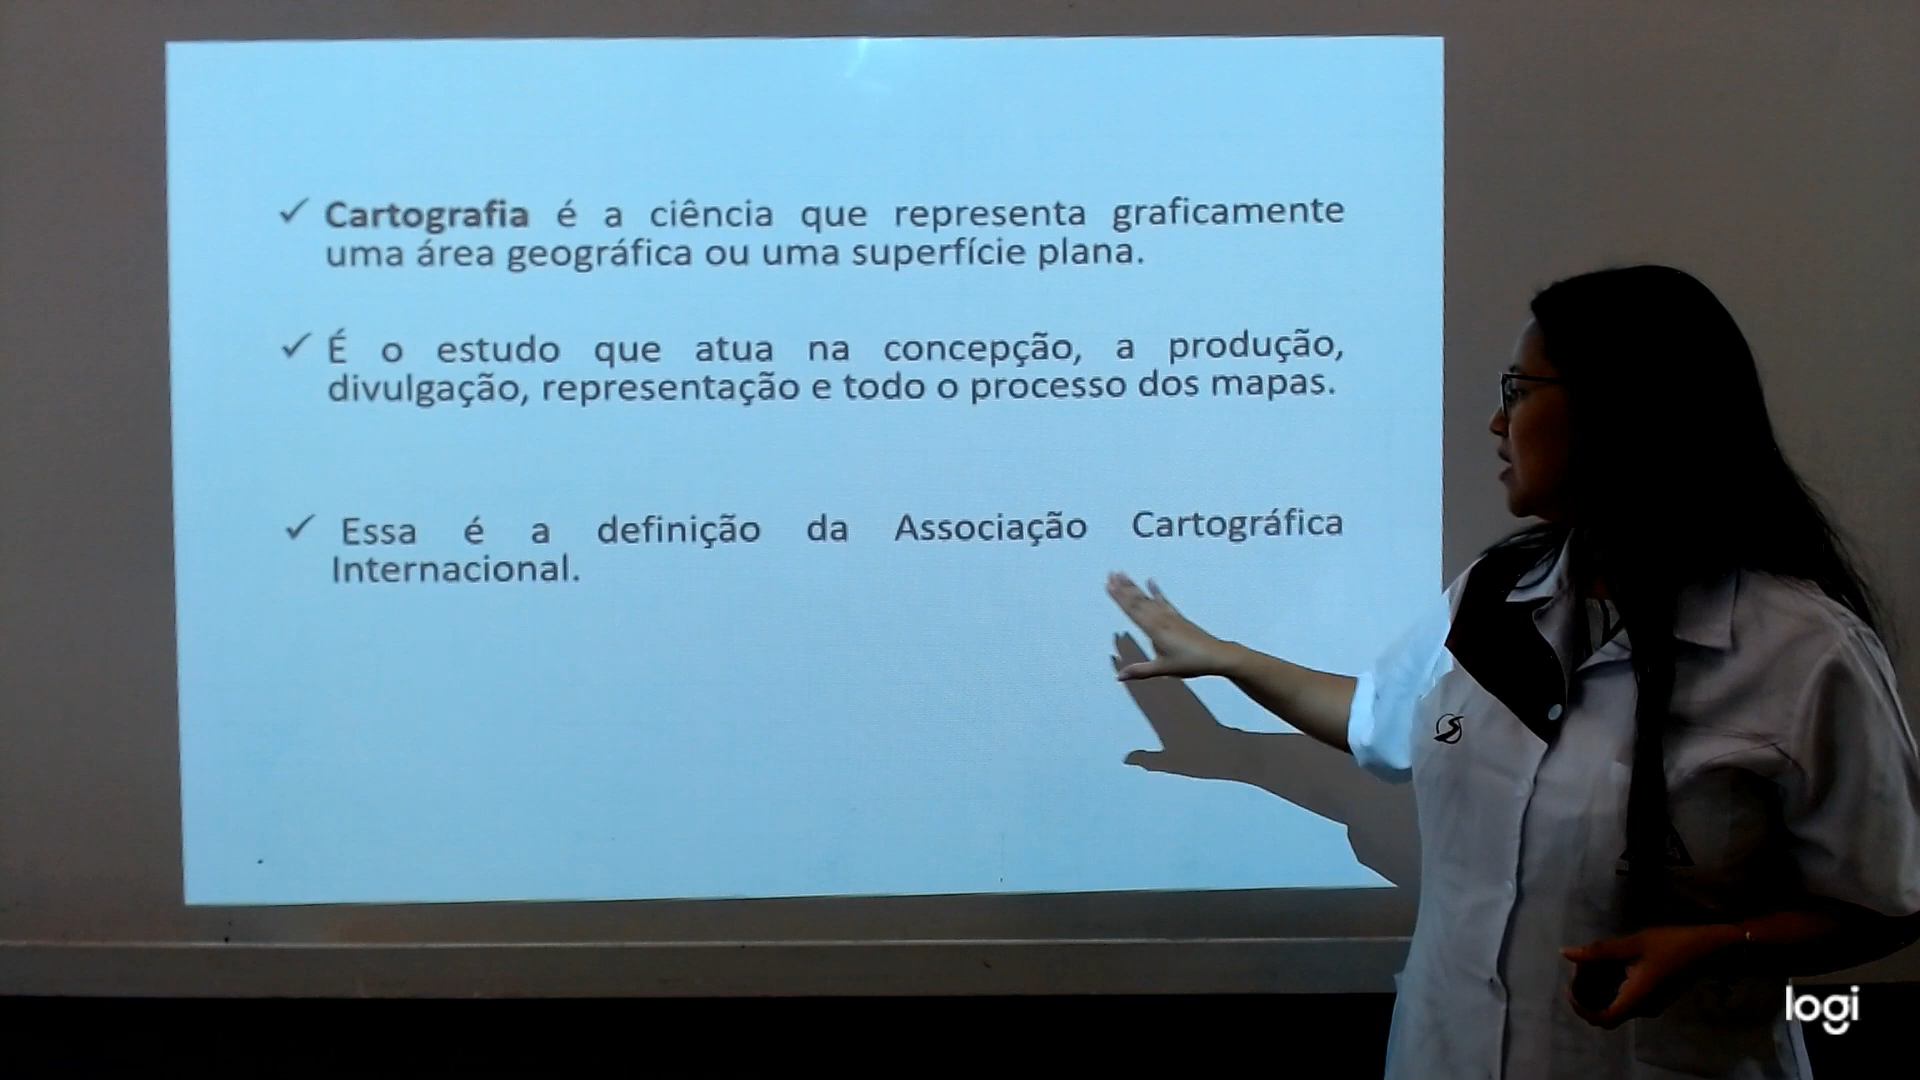 ✓ Cartografia é a ciência que representa graficamente
uma área geográfica ou uma superfície plana.
✓ É o estudo que atua na concepção, a produção,
divulgação, representação e todo o processo dos mapas.
✓ Essa é a definição da Associação Cartográfica
Internacional.
logi